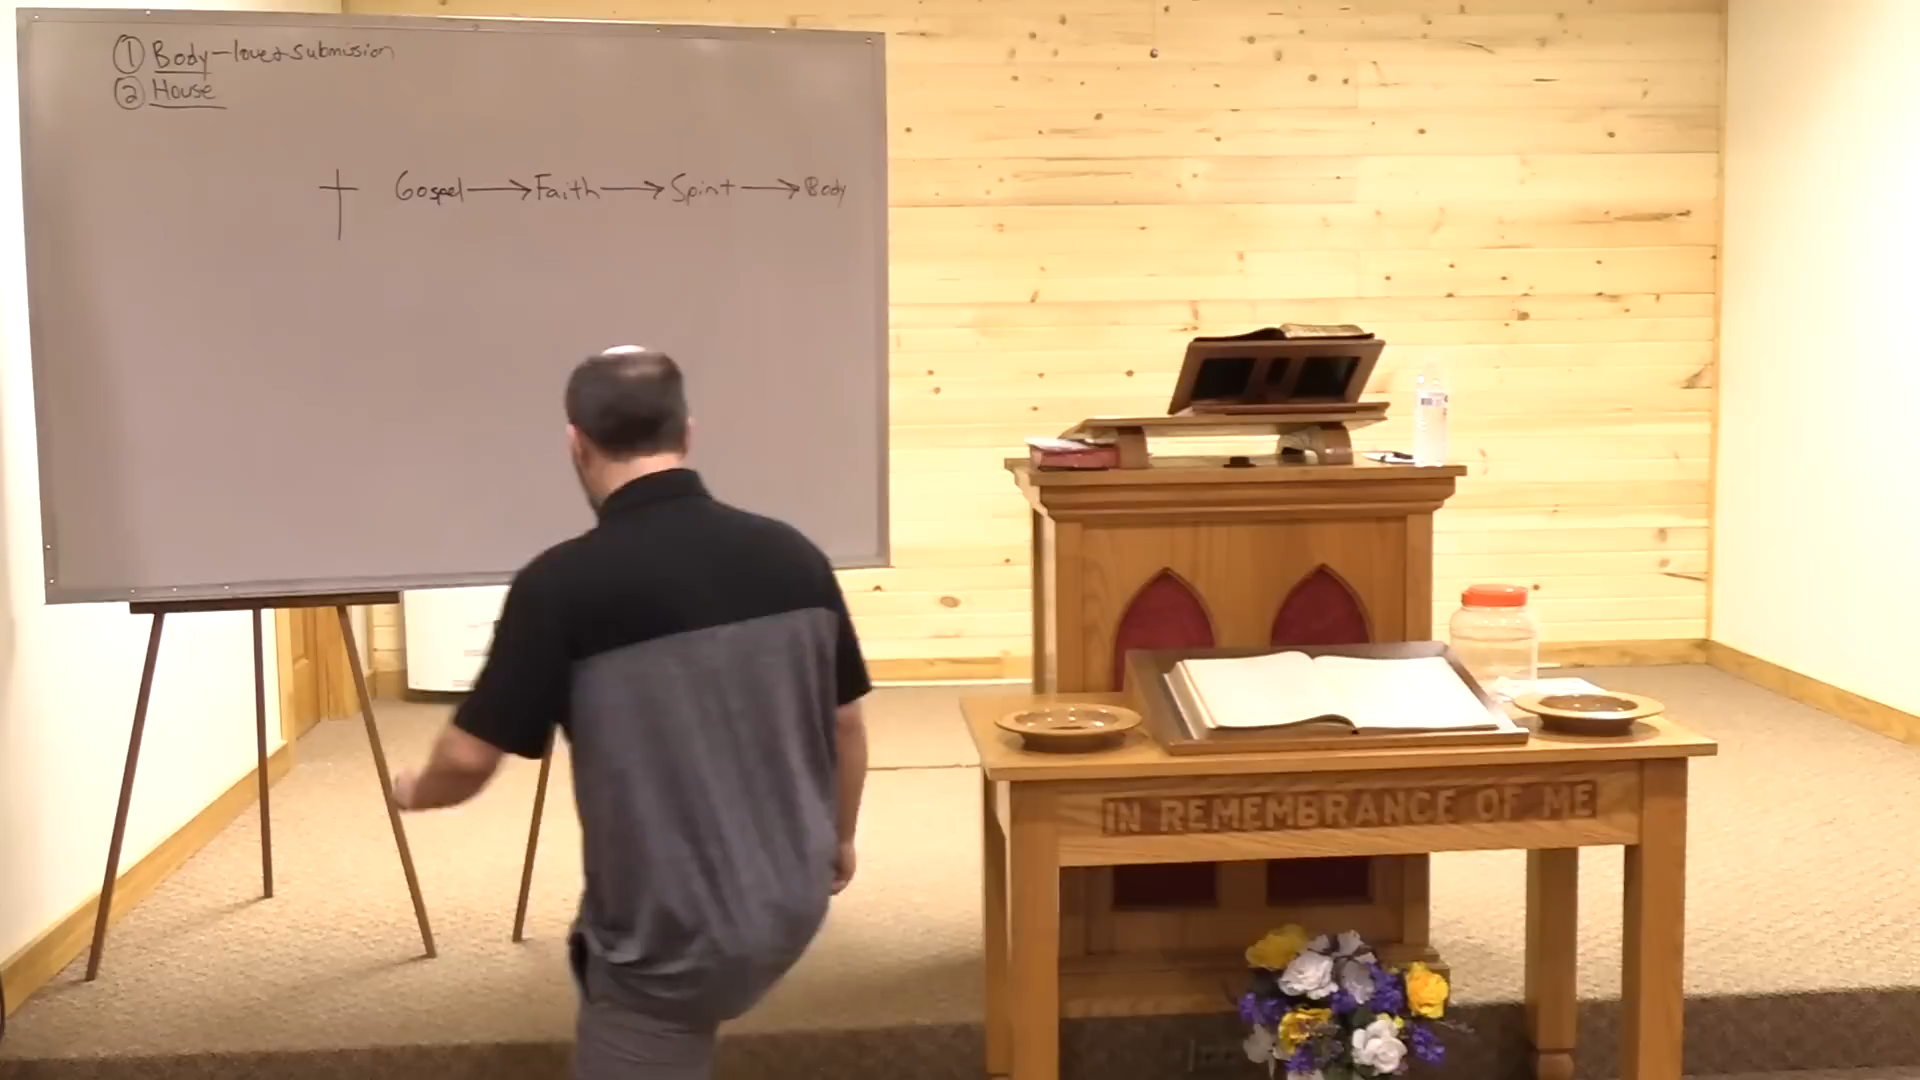 ① Body - love & submission
② House
Gospel → Faith → Spirit → Body
IN REMEMBRANCE OF ME